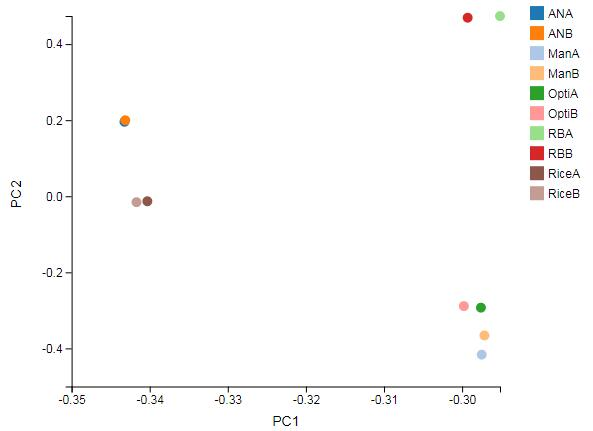 ANA
ANB
ManA
ManB
OptiA
OptiB
RBA
RBB
RiceA
RiceB
0.4
0.2
0.0
-0.2
-0.4
PC2
-0.35
-0.34
-0.33
-0.32
-0.31
-0.30
PC1